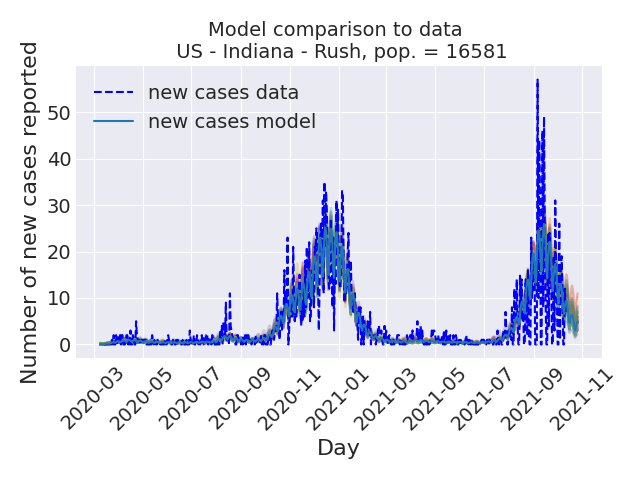 Model comparison to data
US - Indiana - Rush, pop. = 16581
Number of new cases reported
50
40
30
20
10
0
new cases data
new cases model
2020-03
2020-05
2020-07
2020-09
2020-11
2021-01
2021-03
2021-05
2021-07
2021-09
2021-11
Day